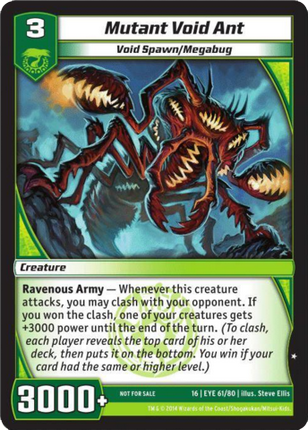 3
Mutant Void Ant
Void Spawn/Megabug
Creature
Ravenous Army — Whenever this creature
attacks, you may clash with your opponent. If
you won the clash, one of your creatures gets
+3000 power until the end of the turn. (To clash,
each player reveals the top card of his or her
deck, then puts it on the bottom. You win if your
card had the same or higher level.)
3000+
NOT FOR SALE
16 | EYE 61/80 | illus. Steve Ellis
TM & © 2014 Wizards of the Coast/Shogakukan/Mitsui-Kids